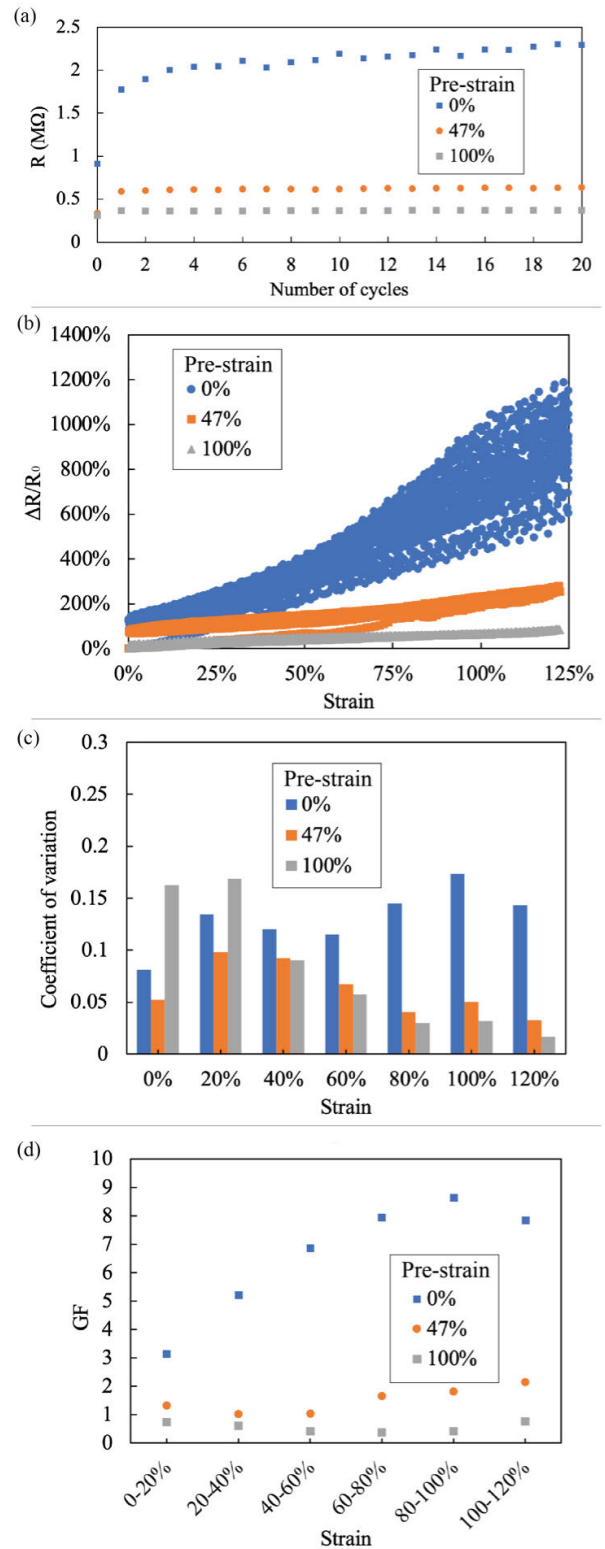 (a)
2.5
2
1.5
1
0.5
0
R (MΩ)
Pre-strain
0%
47%
100%
0 2 4 6 8 10 12 14 16 18 20
Number of cycles
(b)
1400%
1200%
1000%
800%
600%
400%
200%
0%
ΔR/R₀
Pre-strain
0%
47%
100%
0% 25% 50% 75% 100% 125%
Strain
(c)
0.3
0.25
0.2
0.15
0.1
0.05
0
Coefficient of variation
Pre-strain
0%
47%
100%
0% 20% 40% 60% 80% 100% 120%
Strain
(d)
10
9
8
7
6
5
4
3
2
1
0
GF
Pre-strain
0%
47%
100%
0-20% 20-40% 40-60% 60-80% 80-100% 100-120%
Strain